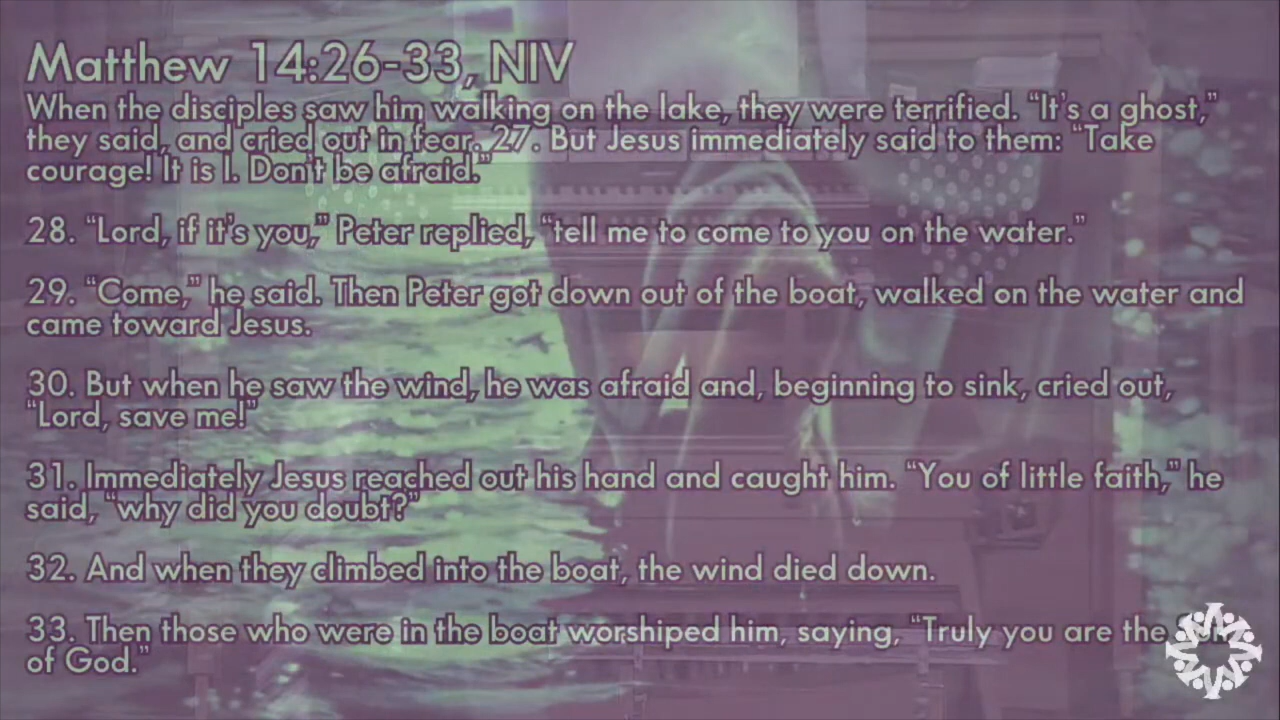 Matthew 14:26-33, NIV
When the disciples saw him walking on the lake, they were terrified. “It's a ghost,”
they said, and cried out in fear. 27. But Jesus immediately said to them: “Take
courage! It is I. Don't be afraid.”
28. “Lord, if it's you,” Peter replied, “tell me to come to you on the water.”
29. “Come,” he said. Then Peter got down out of the boat, walked on the water and
came toward Jesus.
30. But when he saw the wind, he was afraid and, beginning to sink, cried out,
“Lord, save me!”
31. Immediately Jesus reached out his hand and caught him. “You of little faith,” he
said, “why did you doubt?”
32. And when they climbed into the boat, the wind died down.
33. Then those who were in the boat worshiped him, saying, “Truly you are the
of God.”